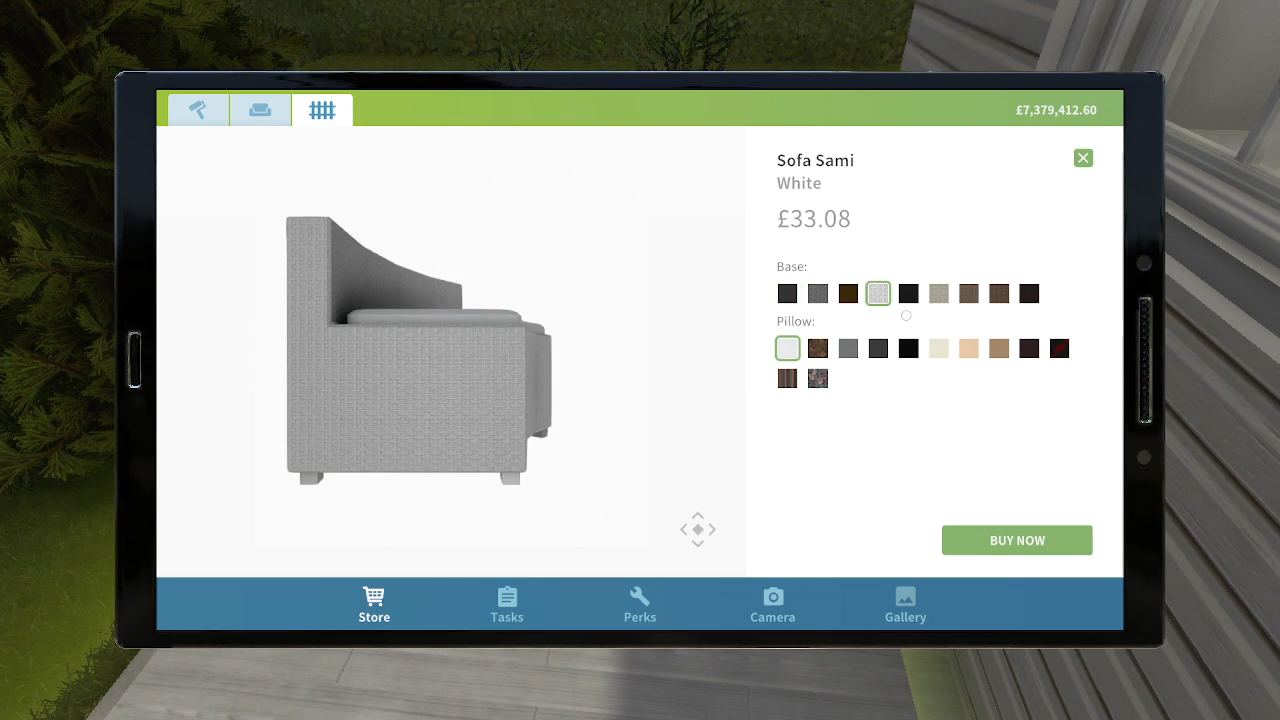 £7,379,412.60
Sofa Sami
White
£33.08
Base:
Pillow:
BUY NOW
Store
Tasks
Perks
Camera
Gallery